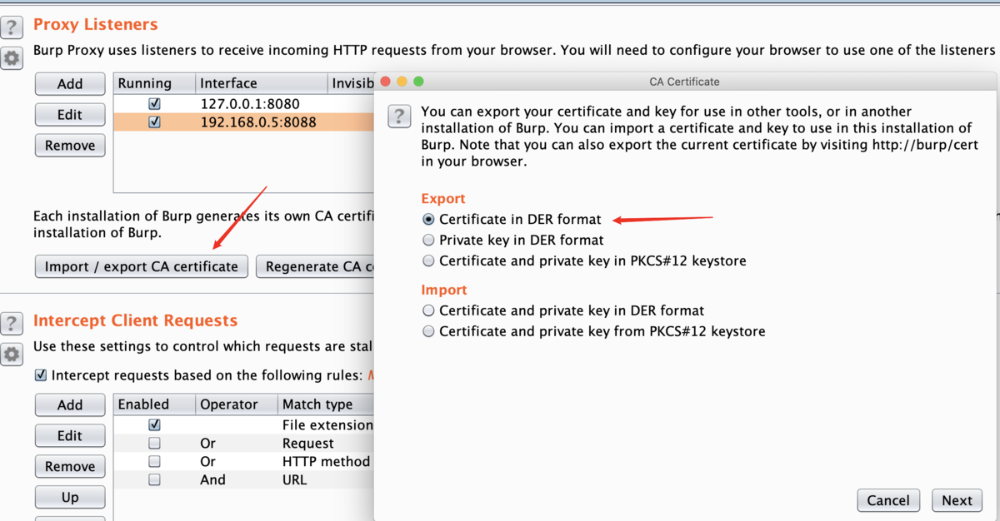 Proxy Listeners
Burp Proxy uses listeners to receive incoming HTTP requests from your browser. You will need to configure your browser to use one of the listeners
Add
Edit
Remove
Running Interface Invisib
127.0.0.1:8080
192.168.0.5:8088
Each installation of Burp generates its own CA certifi
installation of Burp.
Import / export CA certificate
Regenerate CA c
Intercept Client Requests
Use these settings to control which requests are stal
Intercept requests based on the following rules:
Add
Edit
Remove
Up
Enabled Operator Match type
File extension
Or Request
Or HTTP method
And URL
CA Certificate
You can export your certificate and key for use in other tools, or in another
installation of Burp. You can import a certificate and key to use in this installation of
Burp. Note that you can also export the current certificate by visiting http://burp/cert
in your browser.
Export
Certificate in DER format
Private key in DER format
Certificate and private key in PKCS#12 keystore
Import
Certificate and private key in DER format
Certificate and private key from PKCS#12 keystore
Cancel
Next